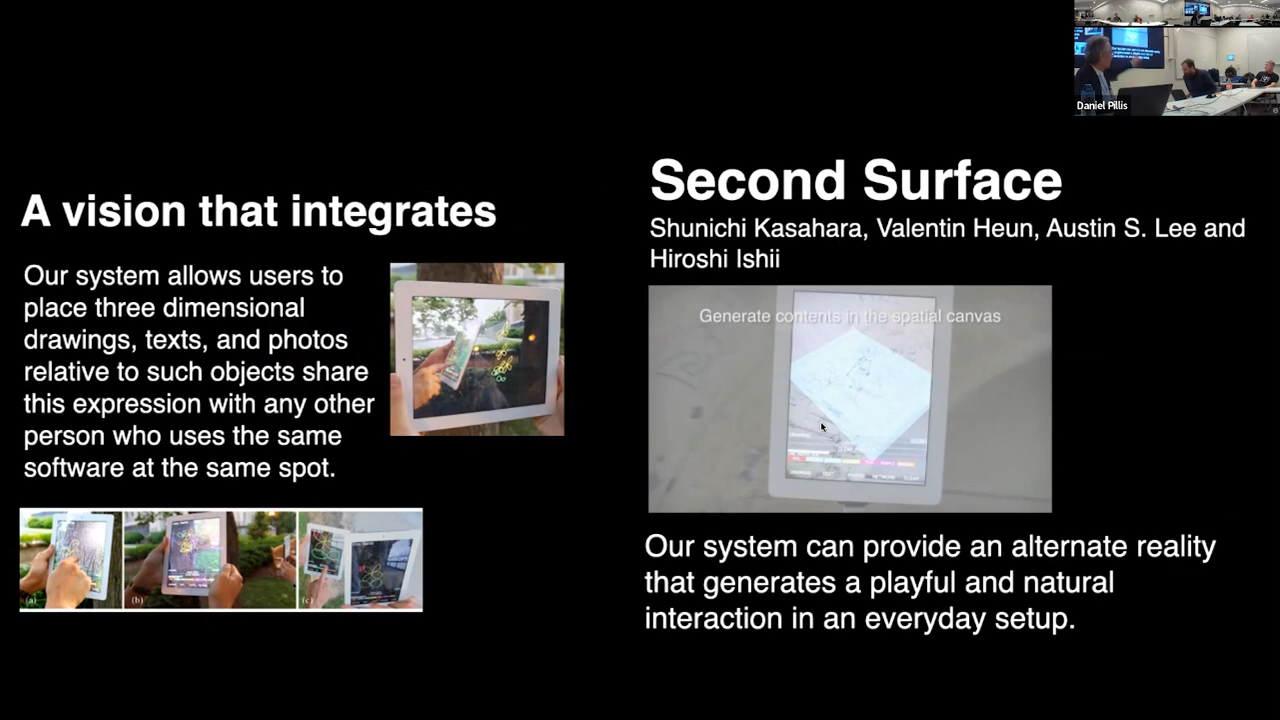 Daniel Pillis
A vision that integrates
Our system allows users to
place three dimensional
drawings, texts, and photos
relative to such objects share
this expression with any other
person who uses the same
software at the same spot.
(a)
(b)
(c)
Second Surface
Shunichi Kasahara, Valentin Heun, Austin S. Lee and
Hiroshi Ishii
Generate contents in the spatial canvas
Our system can provide an alternate reality
that generates a playful and natural
interaction in an everyday setup.